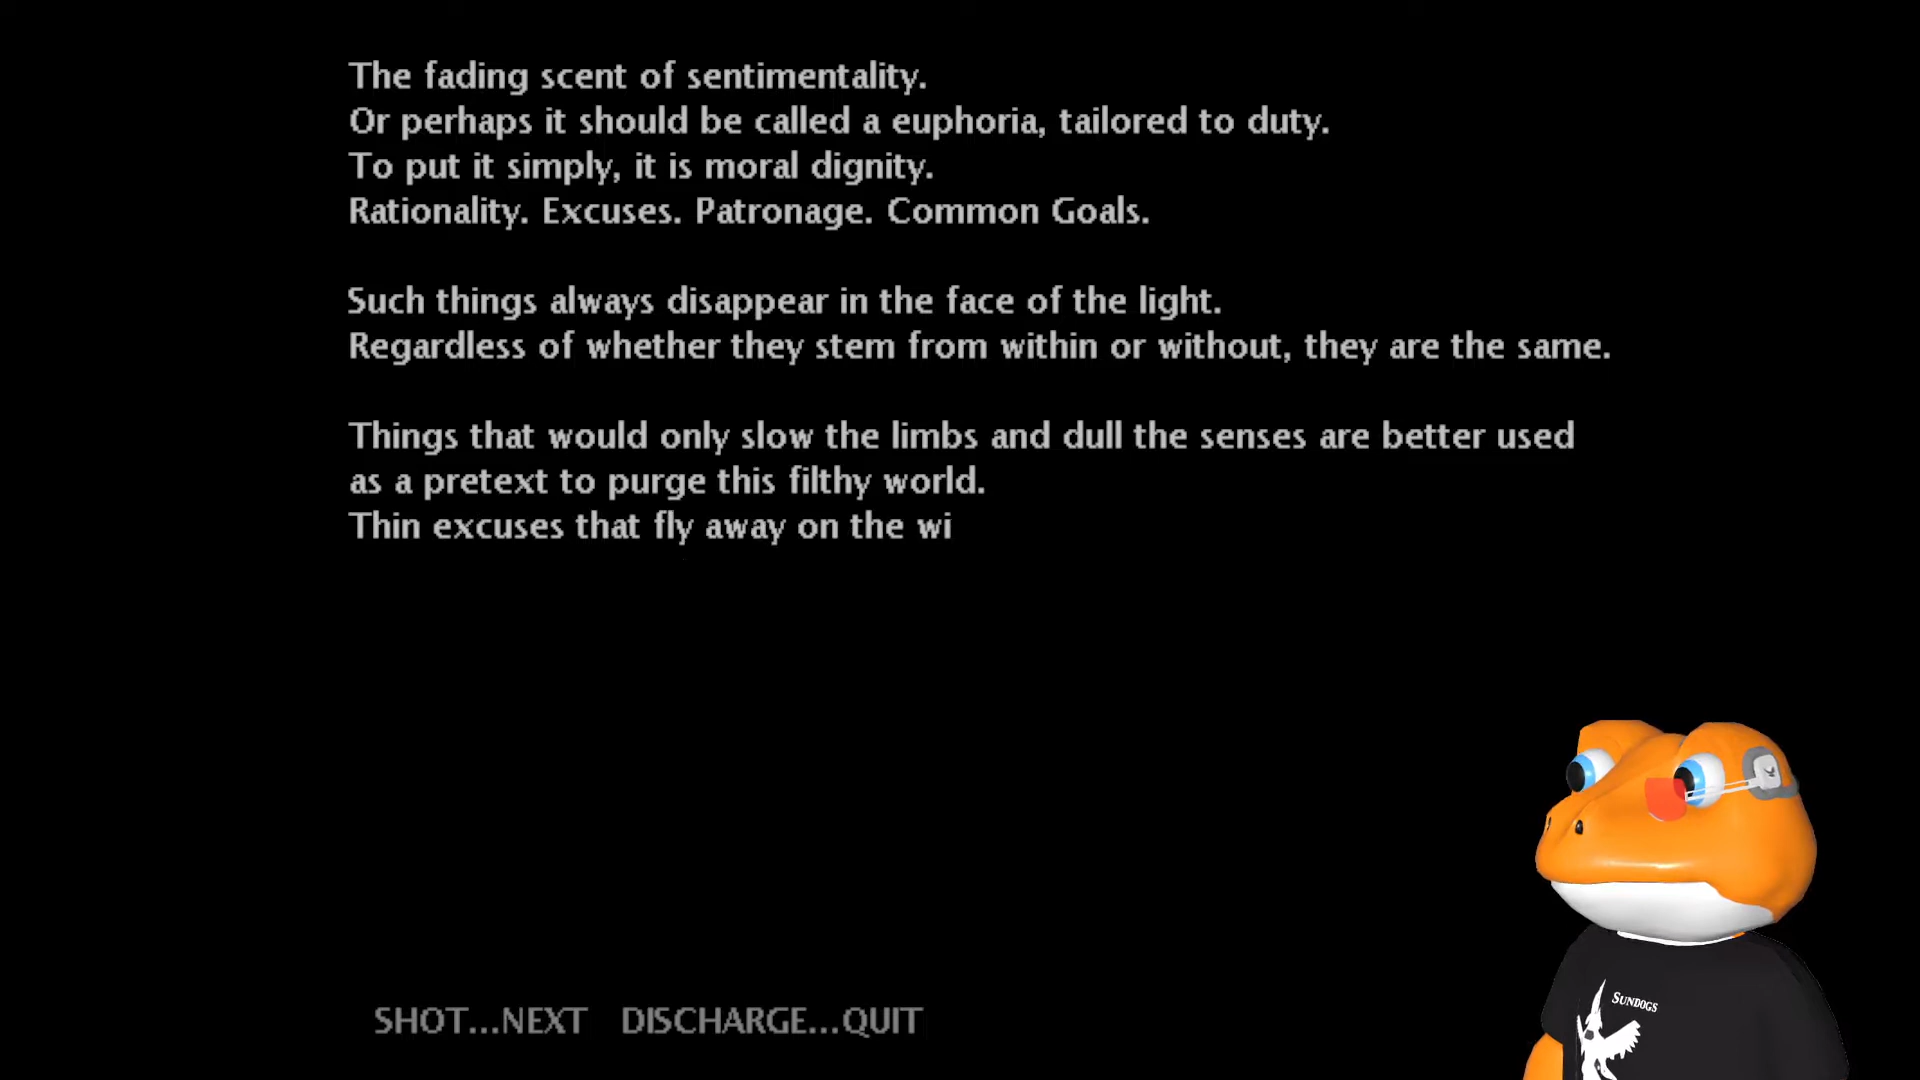 The fading scent of sentimentality.
Or perhaps it should be called a euphoria, tailored to duty.
To put it simply, it is moral dignity.
Rationality. Excuses. Patronage. Common Goals.
Such things always disappear in the face of the light.
Regardless of whether they stem from within or without, they are the same.
Things that would only slow the limbs and dull the senses are better used
as a pretext to purge this filthy world.
Thin excuses that fly away on the wi
SHOT...NEXT DISCHARGE...QUIT
SUNDOGS